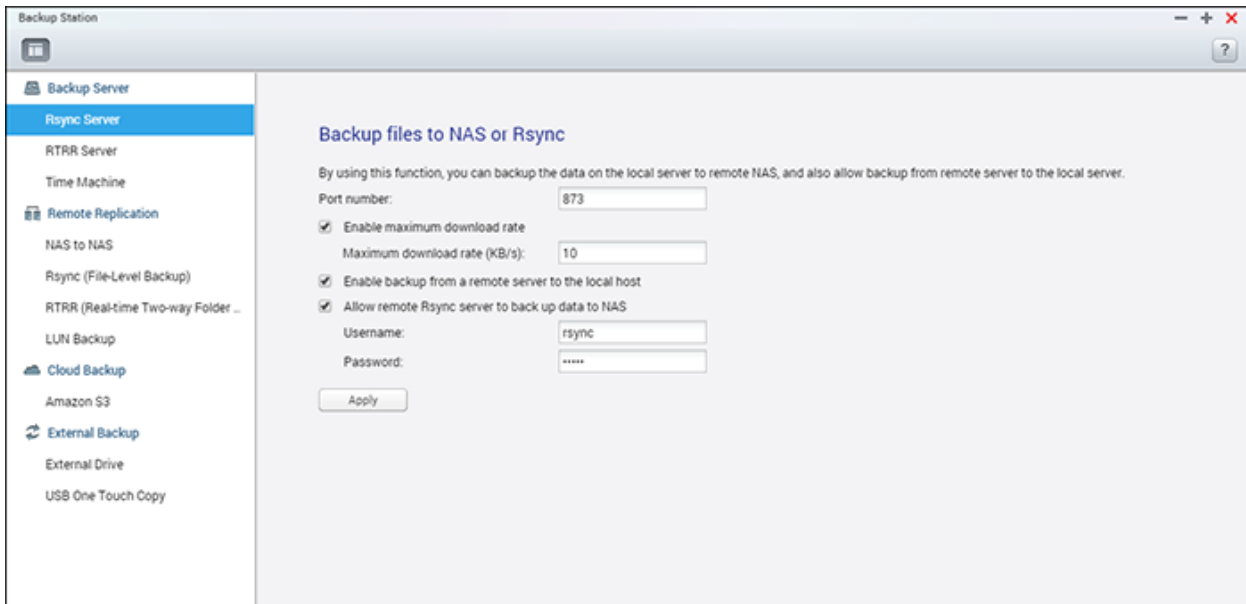 Backup Station
?
Backup Server
Rsync Server
RTRR Server
Time Machine
Remote Replication
NAS to NAS
Rsync (File-Level Backup)
RTRR (Real-time Two-way Folder ...
LUN Backup
Cloud Backup
Amazon S3
External Backup
External Drive
USB One Touch Copy
Backup files to NAS or Rsync
By using this function, you can backup the data on the local server to remote NAS, and also allow backup from remote server to the local server.
Port number: 873
Enable maximum download rate
Maximum download rate (KB/s): 10
Enable backup from a remote server to the local host
Allow remote Rsync server to back up data to NAS
Username: rsync
Password: •••••
Apply